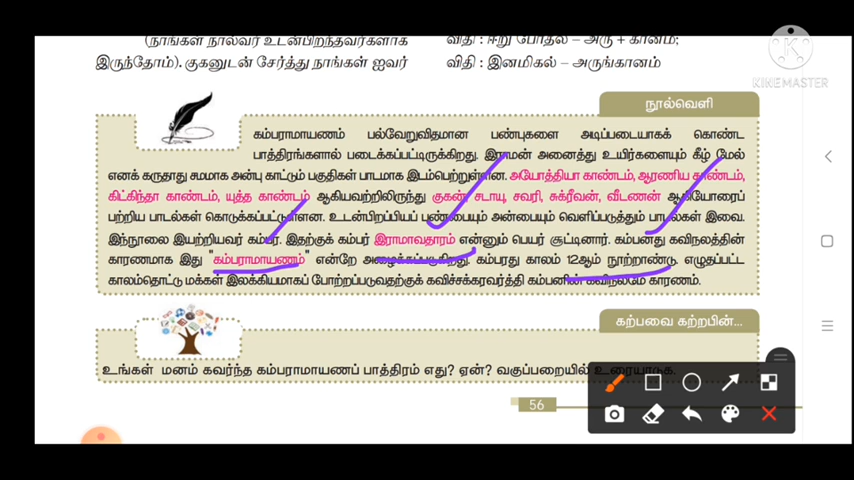 (நாங்கள் நால்வர் உடன்பிறந்தவர்களாக
இருந்தோம்). குகனுடன் சேர்த்து நாங்கள் ஐவர்
விதி : ஈறு போதல் – அரு + கானம்;
விதி : இனமிகல் – அருங்கானம்
KINEMASTER
நூல்வெளி
கம்பராமாயணம் பல்வேறுவிதமான பண்புகளை அடிப்படையாகக் கொண்ட
பாத்திரங்களால் படைக்கப்பட்டிருக்கிறது. இராமன் அனைத்து உயிர்களையும் கீழ் மேல்
எனக் கருதாது சமமாக அன்பு காட்டும் பகுதிகள் பாடமாக இடம்பெற்றுள்ளன. அயோத்தியா காண்டம், ஆரணிய காண்டம்,
கிட்கிந்தா காண்டம், யுத்த காண்டம் ஆகியவற்றிலிருந்து குகன், சடாயு, சவரி, சுக்ரீவன், வீடணன் ஆகியோரைப்
பற்றிய பாடல்கள் கொடுக்கப்பட்டுள்ளன. உடன்பிறப்பியப் பண்பையும் அன்பையும் வெளிப்படுத்தும் பாடல்கள் இவை.
இந்நூலை இயற்றியவர் கம்பர். இதற்குக் கம்பர் இராமாவதாரம் என்னும் பெயர் சூட்டினார். கம்பனது கவிநலத்தின்
காரணமாக இது "கம்பராமாயணம்" என்றே அழைக்கப்படுகிறது. கம்பரது காலம் 12ஆம் நூற்றாண்டு. எழுதப்பட்ட
காலம்தொட்டு மக்கள் இலக்கியமாகப் போற்றப்படுவதற்குக் கவிச்சக்கரவர்த்தி கம்பனின் கவிநலமே காரணம்.
கற்பவை கற்றபின்...
உங்கள் மனம் கவர்ந்த கம்பராமாயணப் பாத்திரம் எது? ஏன்? வகுப்பறையில் உரையாடுக.
56